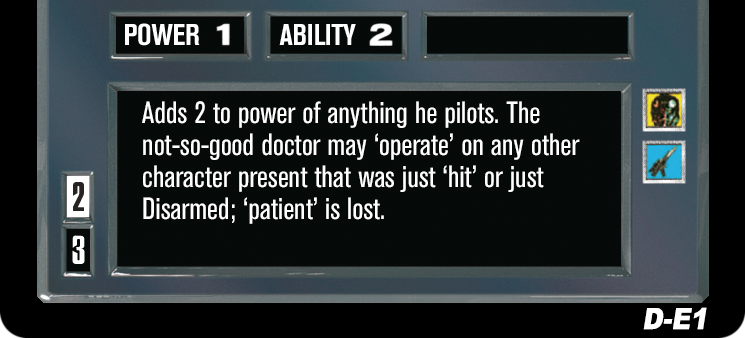 POWER 1 ABILITY 2
Adds 2 to power of anything he pilots. The
not-so-good doctor may ‘operate’ on any other
character present that was just ‘hit’ or just
Disarmed; ‘patient’ is lost.
2
3
D-E1